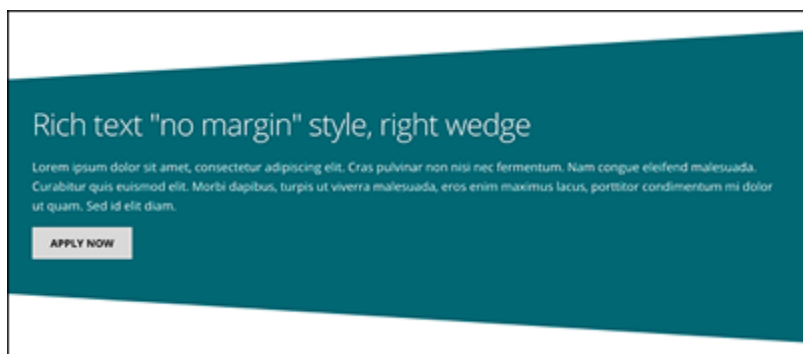 Rich text "no margin" style, right wedge
Lorem ipsum dolor sit amet, consectetur adipiscing elit. Cras pulvinar non nisi nec fermentum. Nam congue eleifend malesuada.
Curabitur quis euismod elit. Morbi dapibus, turpis ut viverra malesuada, eros enim maximus lacus, porttitor condimentum mi dolor
ut quam. Sed id elit diam.
APPLY NOW